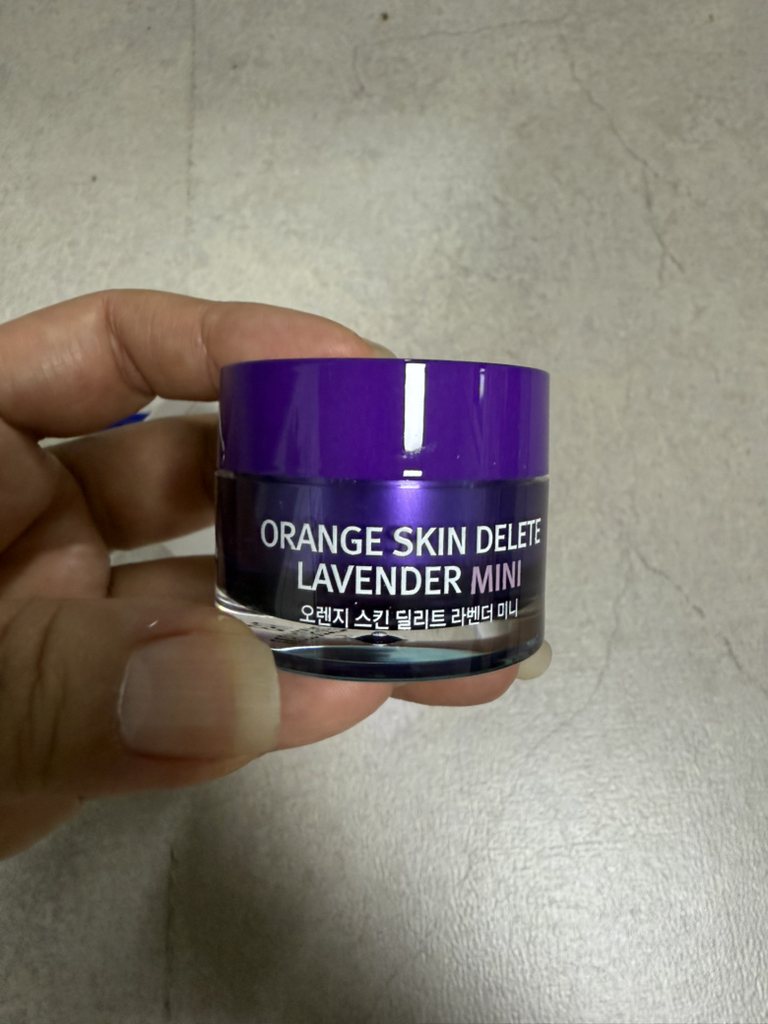 ORANGE SKIN DELETE
LAVENDER MINI
오렌지 스킨 딜리트 라벤더 미니